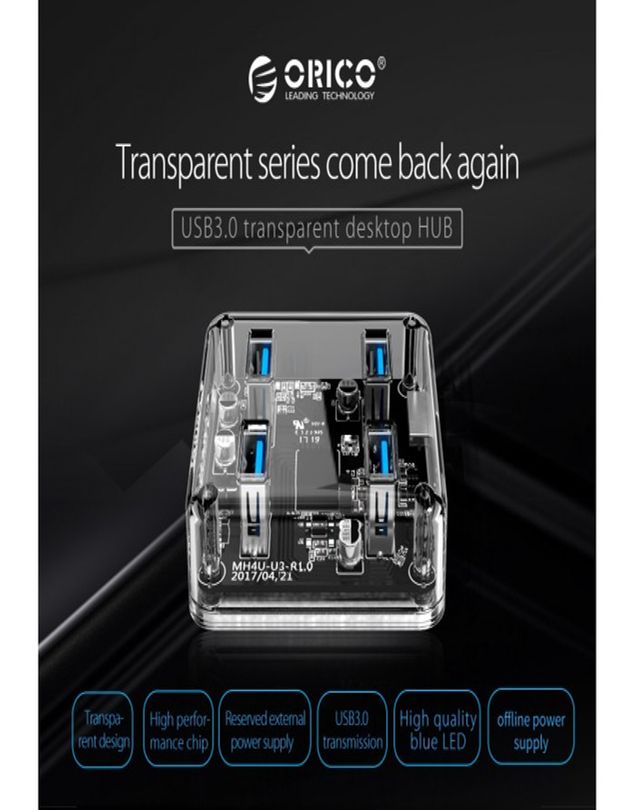 ORICO®
LEADING TECHNOLOGY
Transparent series come back again
USB3.0 transparent desktop HUB
1719
MH4U-U3-R1.0
2017/04/21
Transpa-
rent design
High perfor-
mance chip
Reserved external
power supply
USB3.0
transmission
High quality
blue LED
offline power
supply